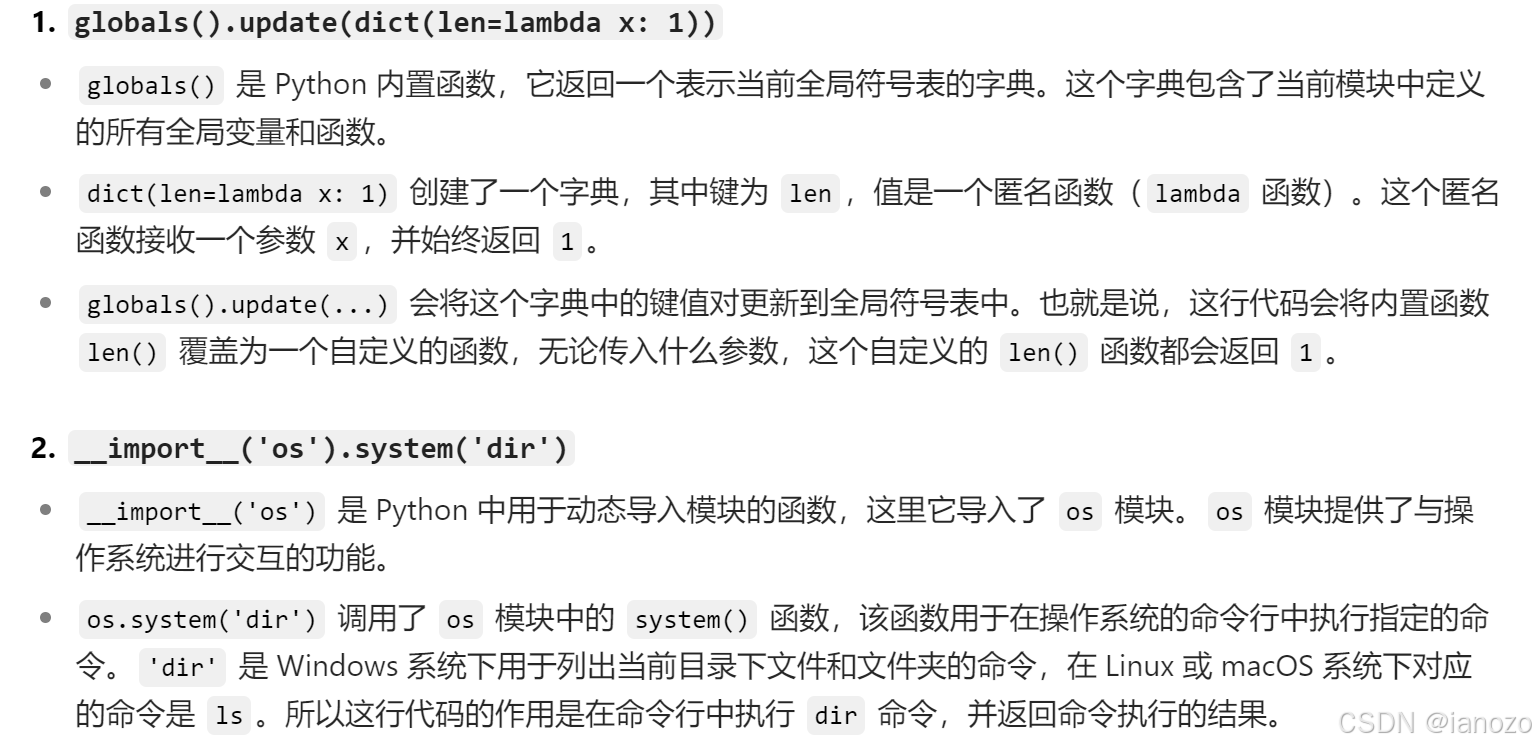 1. globals().update(dict(len=lambda x: 1))
globals() 是 Python 内置函数，它返回一个表示当前全局符号表的字典。这个字典包含了当前模块中定义
的所有全局变量和函数。
dict(len=lambda x: 1) 创建了一个字典，其中键为 len ，值是一个匿名函数（ lambda 函数）。这个匿名
函数接收一个参数 x ，并始终返回 1 。
globals().update(...) 会将这个字典中的键值对更新到全局符号表中。也就是说，这行代码会将内置函数
len() 覆盖为一个自定义的函数，无论传入什么参数，这个自定义的 len() 函数都会返回 1 。
2. __import__('os').system('dir')
__import__('os') 是 Python 中用于动态导入模块的函数，这里它导入了 os 模块。 os 模块提供了与操
作系统进行交互的功能。
os.system('dir') 调用了 os 模块中的 system() 函数，该函数用于在操作系统的命令行中执行指定的命
令。 'dir' 是 Windows 系统下用于列出当前目录下文件和文件夹的命令，在 Linux 或 macOS 系统下对应
的命令是 ls 。所以这行代码的作用是在命令行中执行 dir 命令，并返回命令执行的结果。
CSDN @ianozo